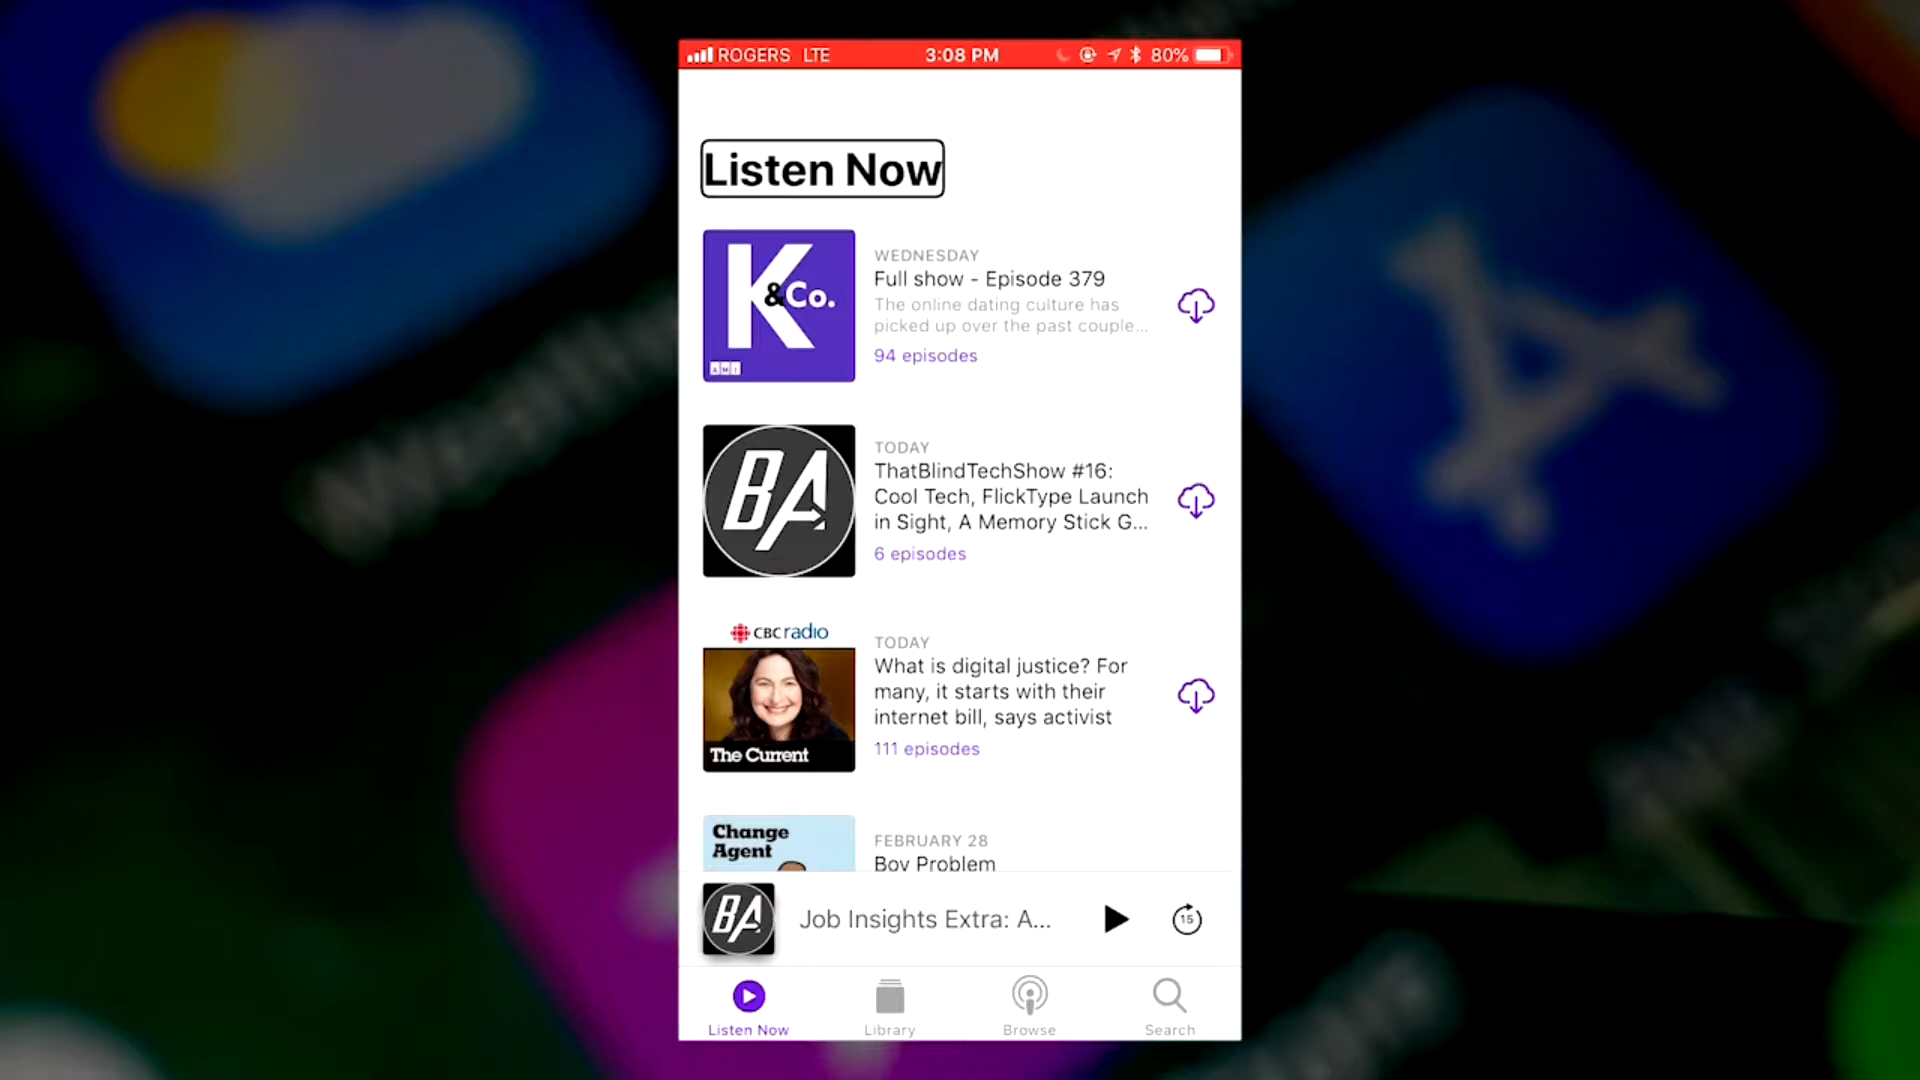 ROGERS LTE 3:08 PM 80%
Listen Now
K&Co.
AMI
WEDNESDAY
Full show - Episode 379
The online dating culture has
picked up over the past couple...
94 episodes
BA
TODAY
ThatBlindTechShow #16:
Cool Tech, FlickType Launch
in Sight, A Memory Stick G...
6 episodes
CBC radio
The Current
TODAY
What is digital justice? For
many, it starts with their
internet bill, says activist
111 episodes
Change
Agent
FEBRUARY 28
Boy Problem
BA
Job Insights Extra: A...
15
Listen Now
Library
Browse
Search